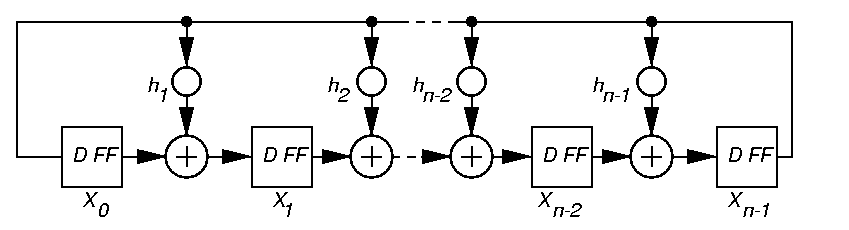 h1 h2 hn-2 hn-1
D FF D FF D FF D FF
+ + + +
X0 X1 Xn-2 Xn-1